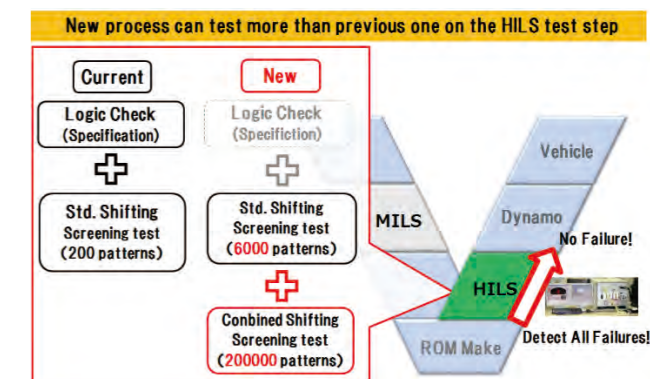 New process can test more than previous one on the HILS test step
Current
Logic Check
(Specification)
Std. Shifting
Screening test
(200 patterns)
New
Logic Check
(Specifiction)
Std. Shifting
Screening test
(6000 patterns)
Combined Shifting
Screening test
(200000 patterns)
MILS
Vehicle
Dynamo
No Failure!
HILS
Detect All Failures!
ROM Make